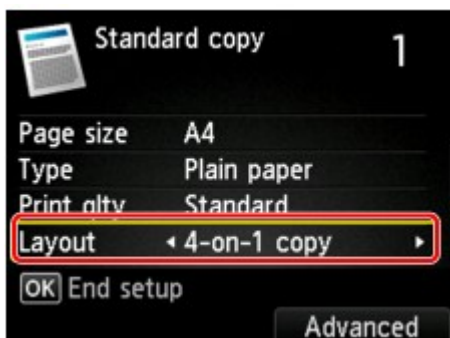 Standard copy 1
Page size A4
Type Plain paper
Print qlty Standard
Layout 4-on-1 copy
OK End setup
Advanced